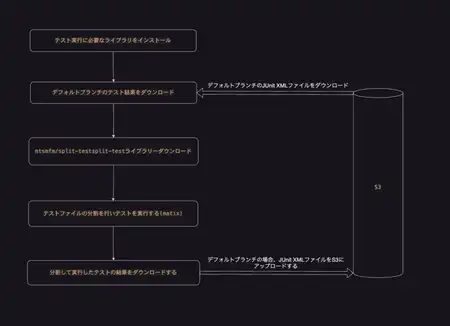 テスト実行に必要なライブラリをインストール
デフォルトブランチのJUnit XMLファイルをダウンロード
デフォルトブランチのテスト結果をダウンロード
mtsmfm/split-testsplit-testライブラリーダウンロード
S3
テストファイルの分割を行いテストを実行する(matix)
デフォルトブランチの場合、JUnit XMLファイルをS3に
アップロードする
分割して実行したテストの結果をダウンロードする